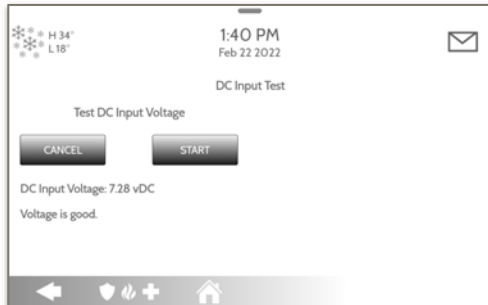 H 34°
L 18°
1:40 PM
Feb 22 2022
DC Input Test
Test DC Input Voltage
CANCEL
START
DC Input Voltage: 7.28 vDC
Voltage is good.